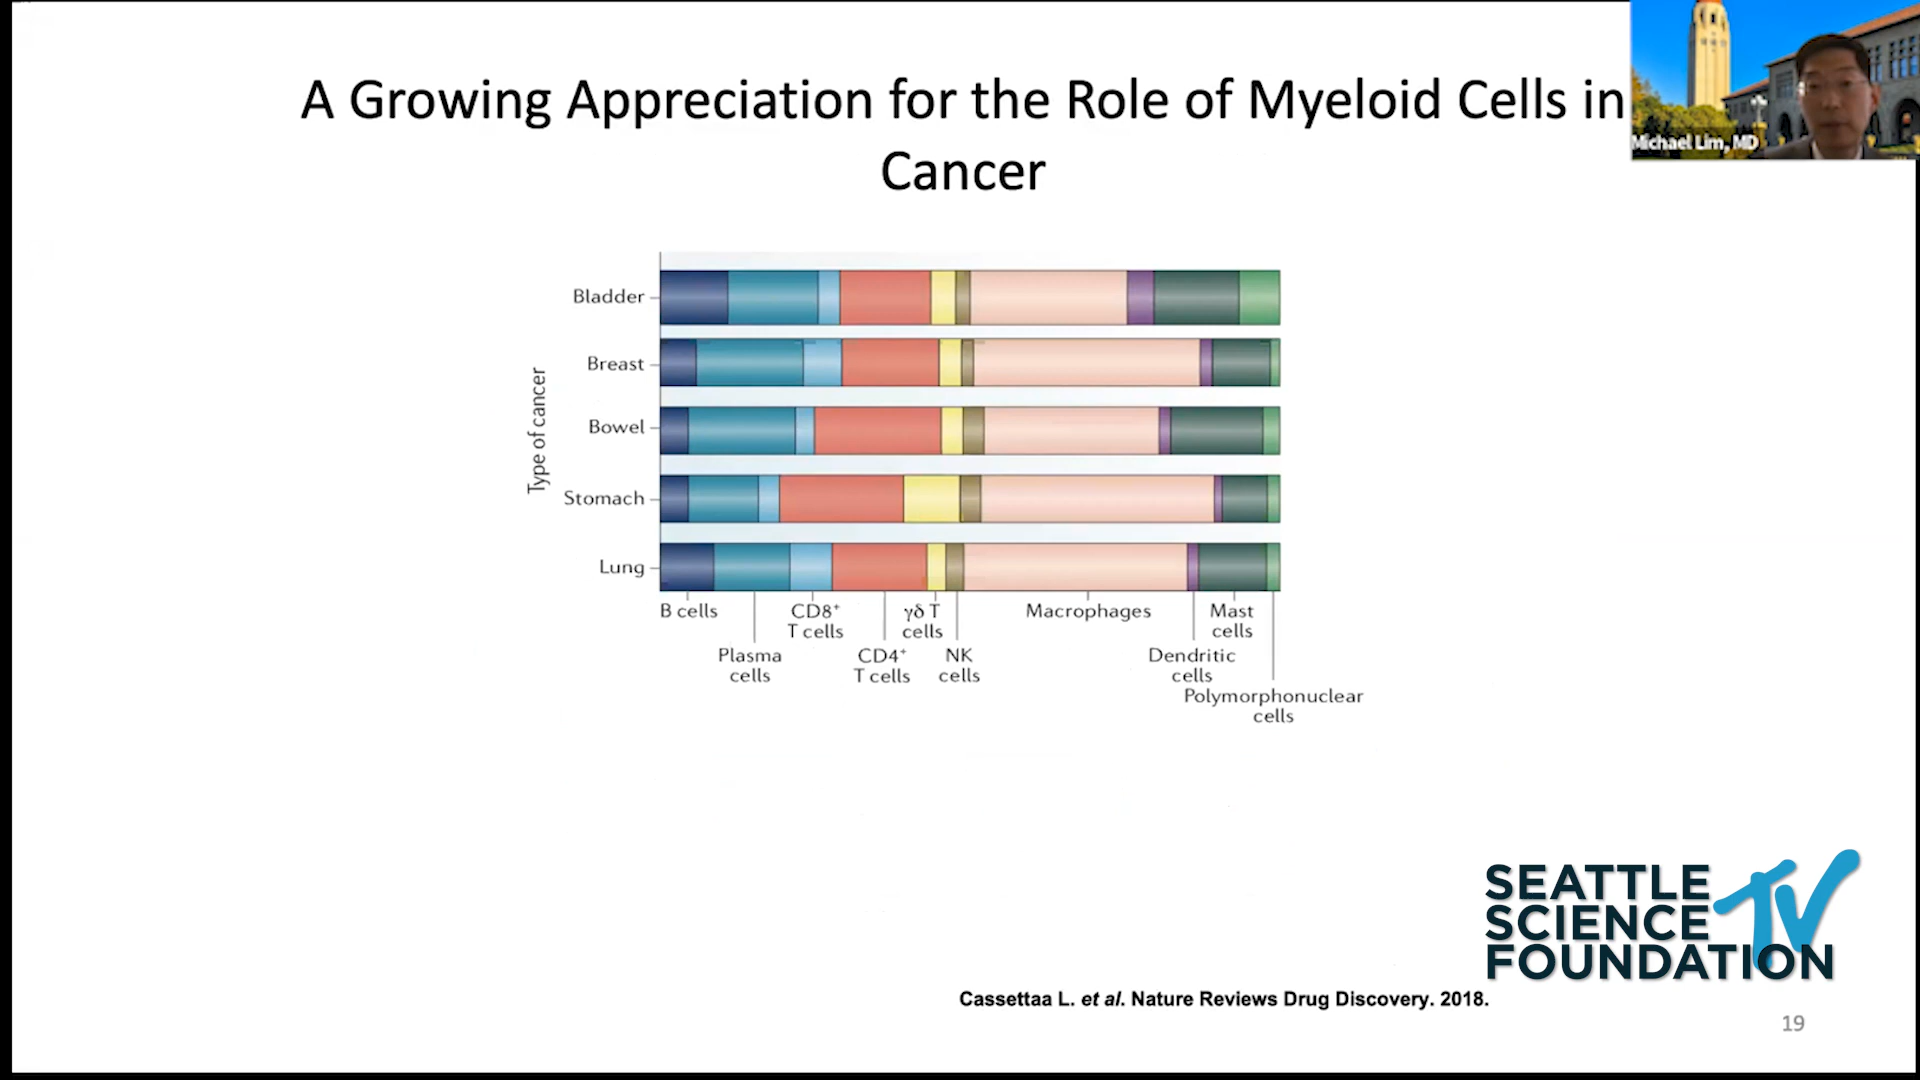 A Growing Appreciation for the Role of Myeloid Cells in
Cancer
Michael Lim, MD
Type of cancer
Bladder
Breast
Bowel
Stomach
Lung
B cells
Plasma
cells
CD8⁺
T cells
CD4⁺
T cells
γδ T
cells
NK
cells
Macrophages
Dendritic
cells
Mast
cells
Polymorphonuclear
cells
SEATTLE
SCIENCE
FOUNDATION
TV
Cassettaa L. et al. Nature Reviews Drug Discovery. 2018.
19